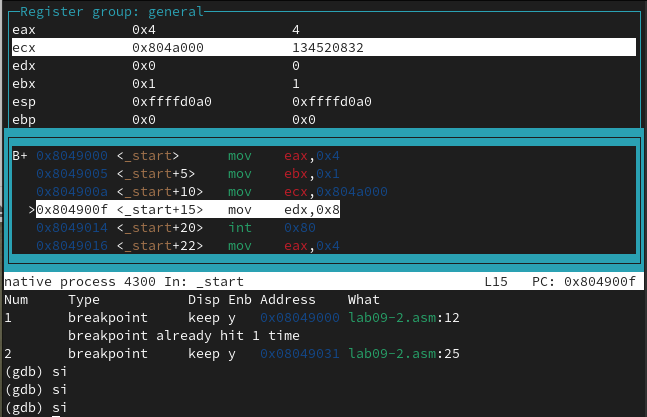 Register group: general
eax 0x4 4
ecx 0x804a000 134520832
edx 0x0 0
ebx 0x1 1
esp 0xffffd0a0 0xffffd0a0
ebp 0x0 0x0
B+ 0x8049000 <_start> mov eax,0x4
0x8049005 <_start+5> mov ebx,0x1
0x804900a <_start+10> mov ecx,0x804a000
>0x804900f <_start+15> mov edx,0x8
0x8049014 <_start+20> int 0x80
0x8049016 <_start+22> mov eax,0x4
native process 4300 In: _start L15 PC: 0x804900f
Num Type Disp Enb Address What
1 breakpoint keep y 0x08049000 lab09-2.asm:12
breakpoint already hit 1 time
2 breakpoint keep y 0x08049031 lab09-2.asm:25
(gdb) si
(gdb) si
(gdb) si